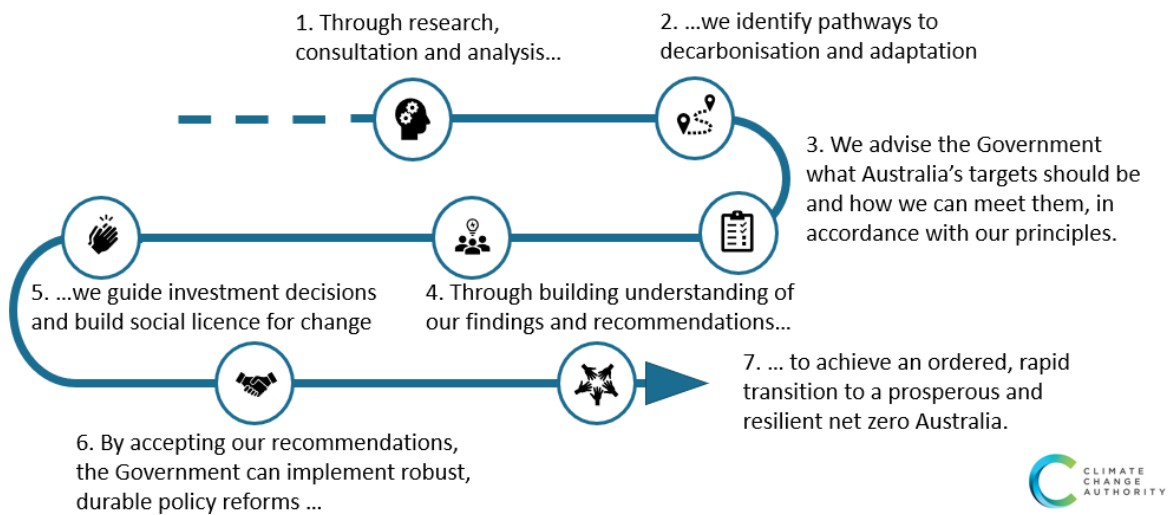 1. Through research,
consultation and analysis...
2. ...we identify pathways to
decarbonisation and adaptation
3. We advise the Government
what Australia's targets should be
and how we can meet them, in
accordance with our principles.
4. Through building understanding of
our findings and recommendations...
5. ...we guide investment decisions
and build social licence for change
6. By accepting our recommendations,
the Government can implement robust,
durable policy reforms ...
7. ... to achieve an ordered, rapid
transition to a prosperous and
resilient net zero Australia.
CLIMATE
CHANGE
AUTHORITY